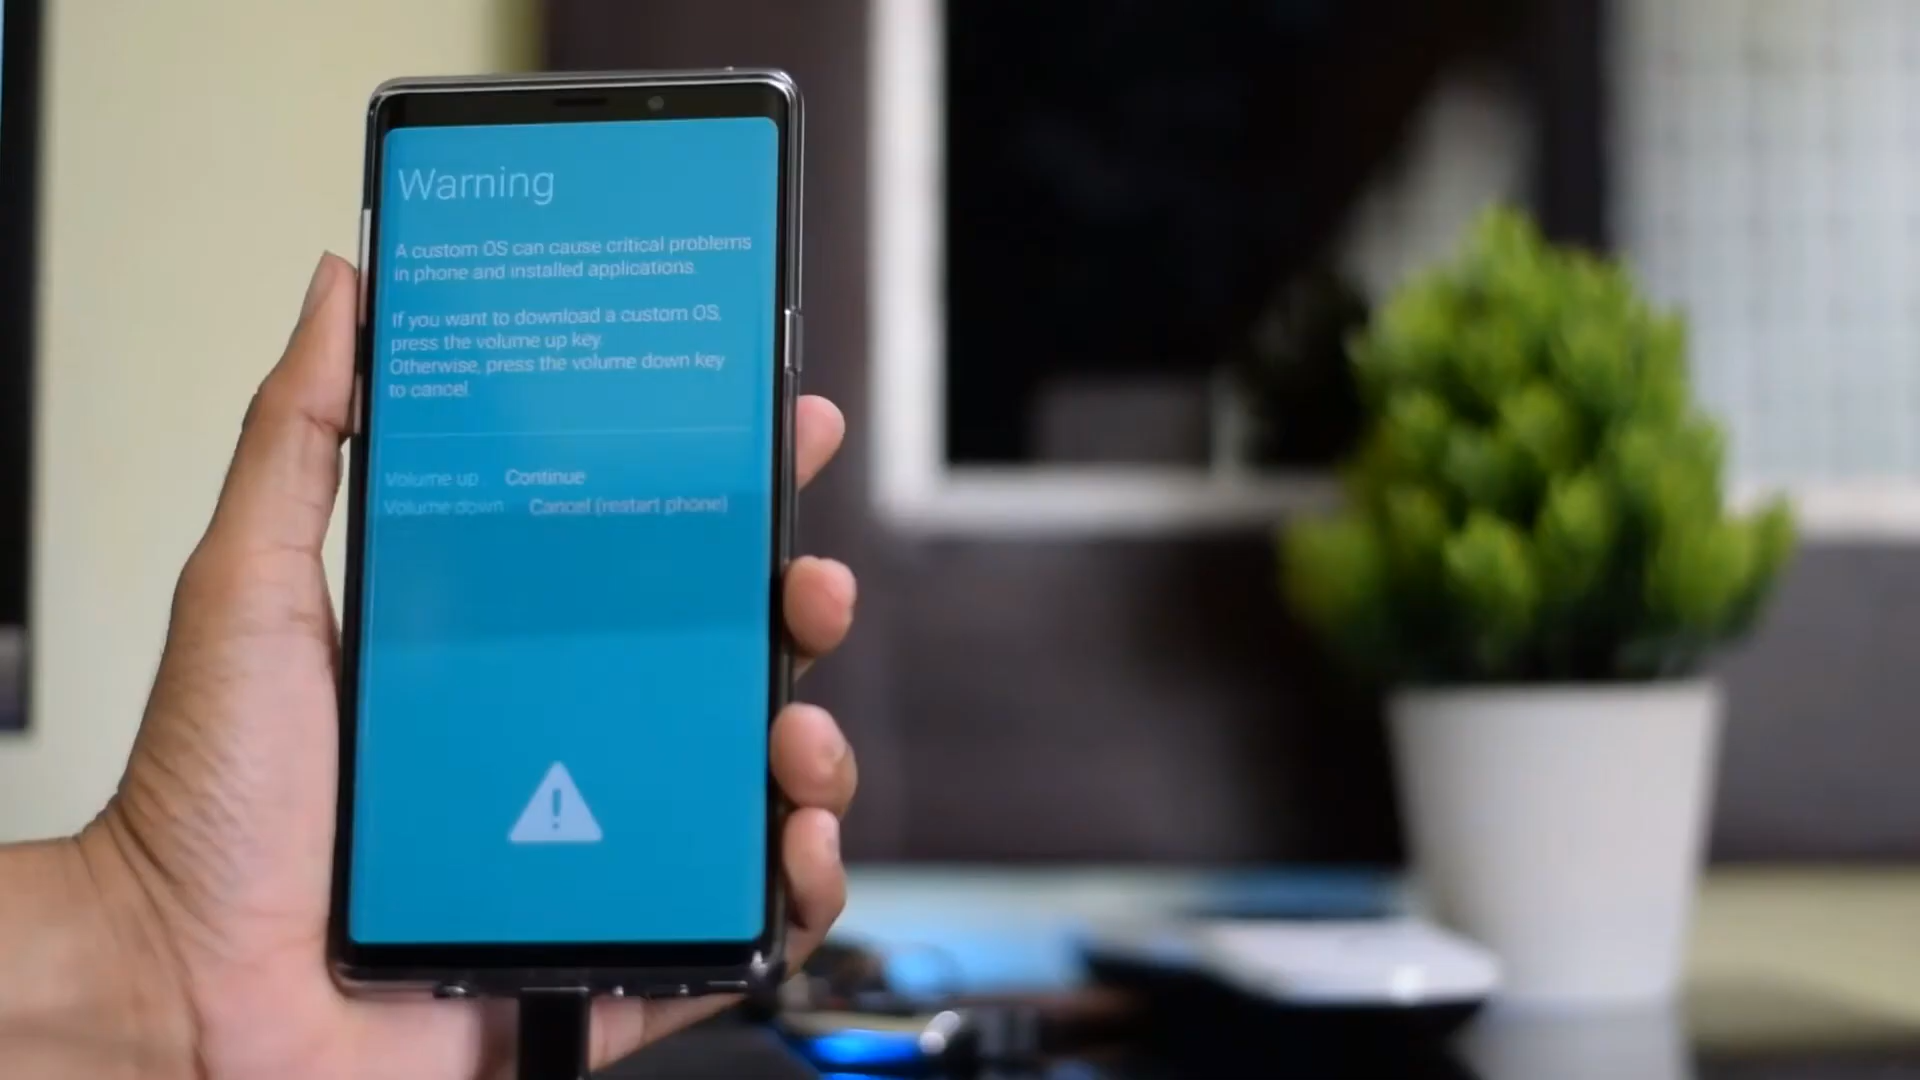 Warning
A custom OS can cause critical problems
in phone and installed applications.
If you want to download a custom OS,
press the volume up key.
Otherwise, press the volume down key
to cancel.
Volume up Continue
Volume down Cancel (restart phone)